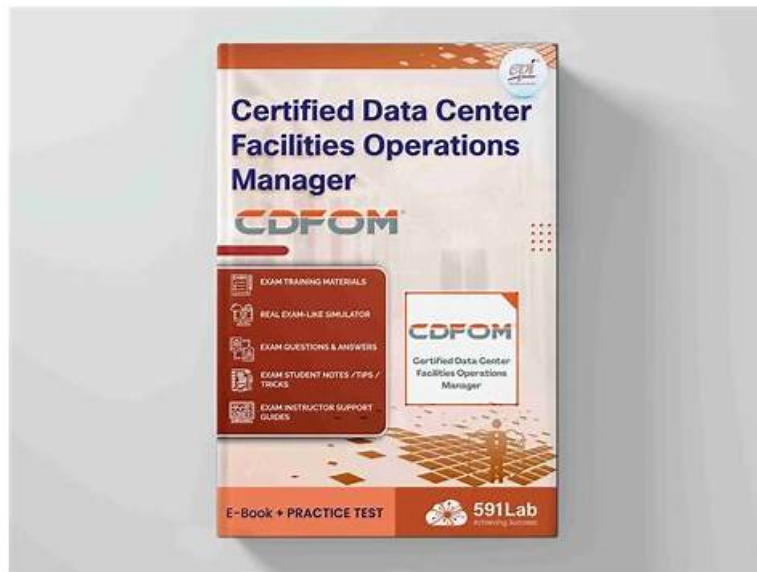 epi
Certified Data Center
Facilities Operations
Manager
CDFOM®
EXAM TRAINING MATERIALS
REAL EXAM-LIKE SIMULATOR
EXAM QUESTIONS & ANSWERS
EXAM STUDENT NOTES /TIPS /
TRICKS
EXAM INSTRUCTOR SUPPORT
GUIDES
CDFOM
Certified Data Center
Facilities Operations
Manager
E-Book + PRACTICE TEST
591Lab
Achieving Success